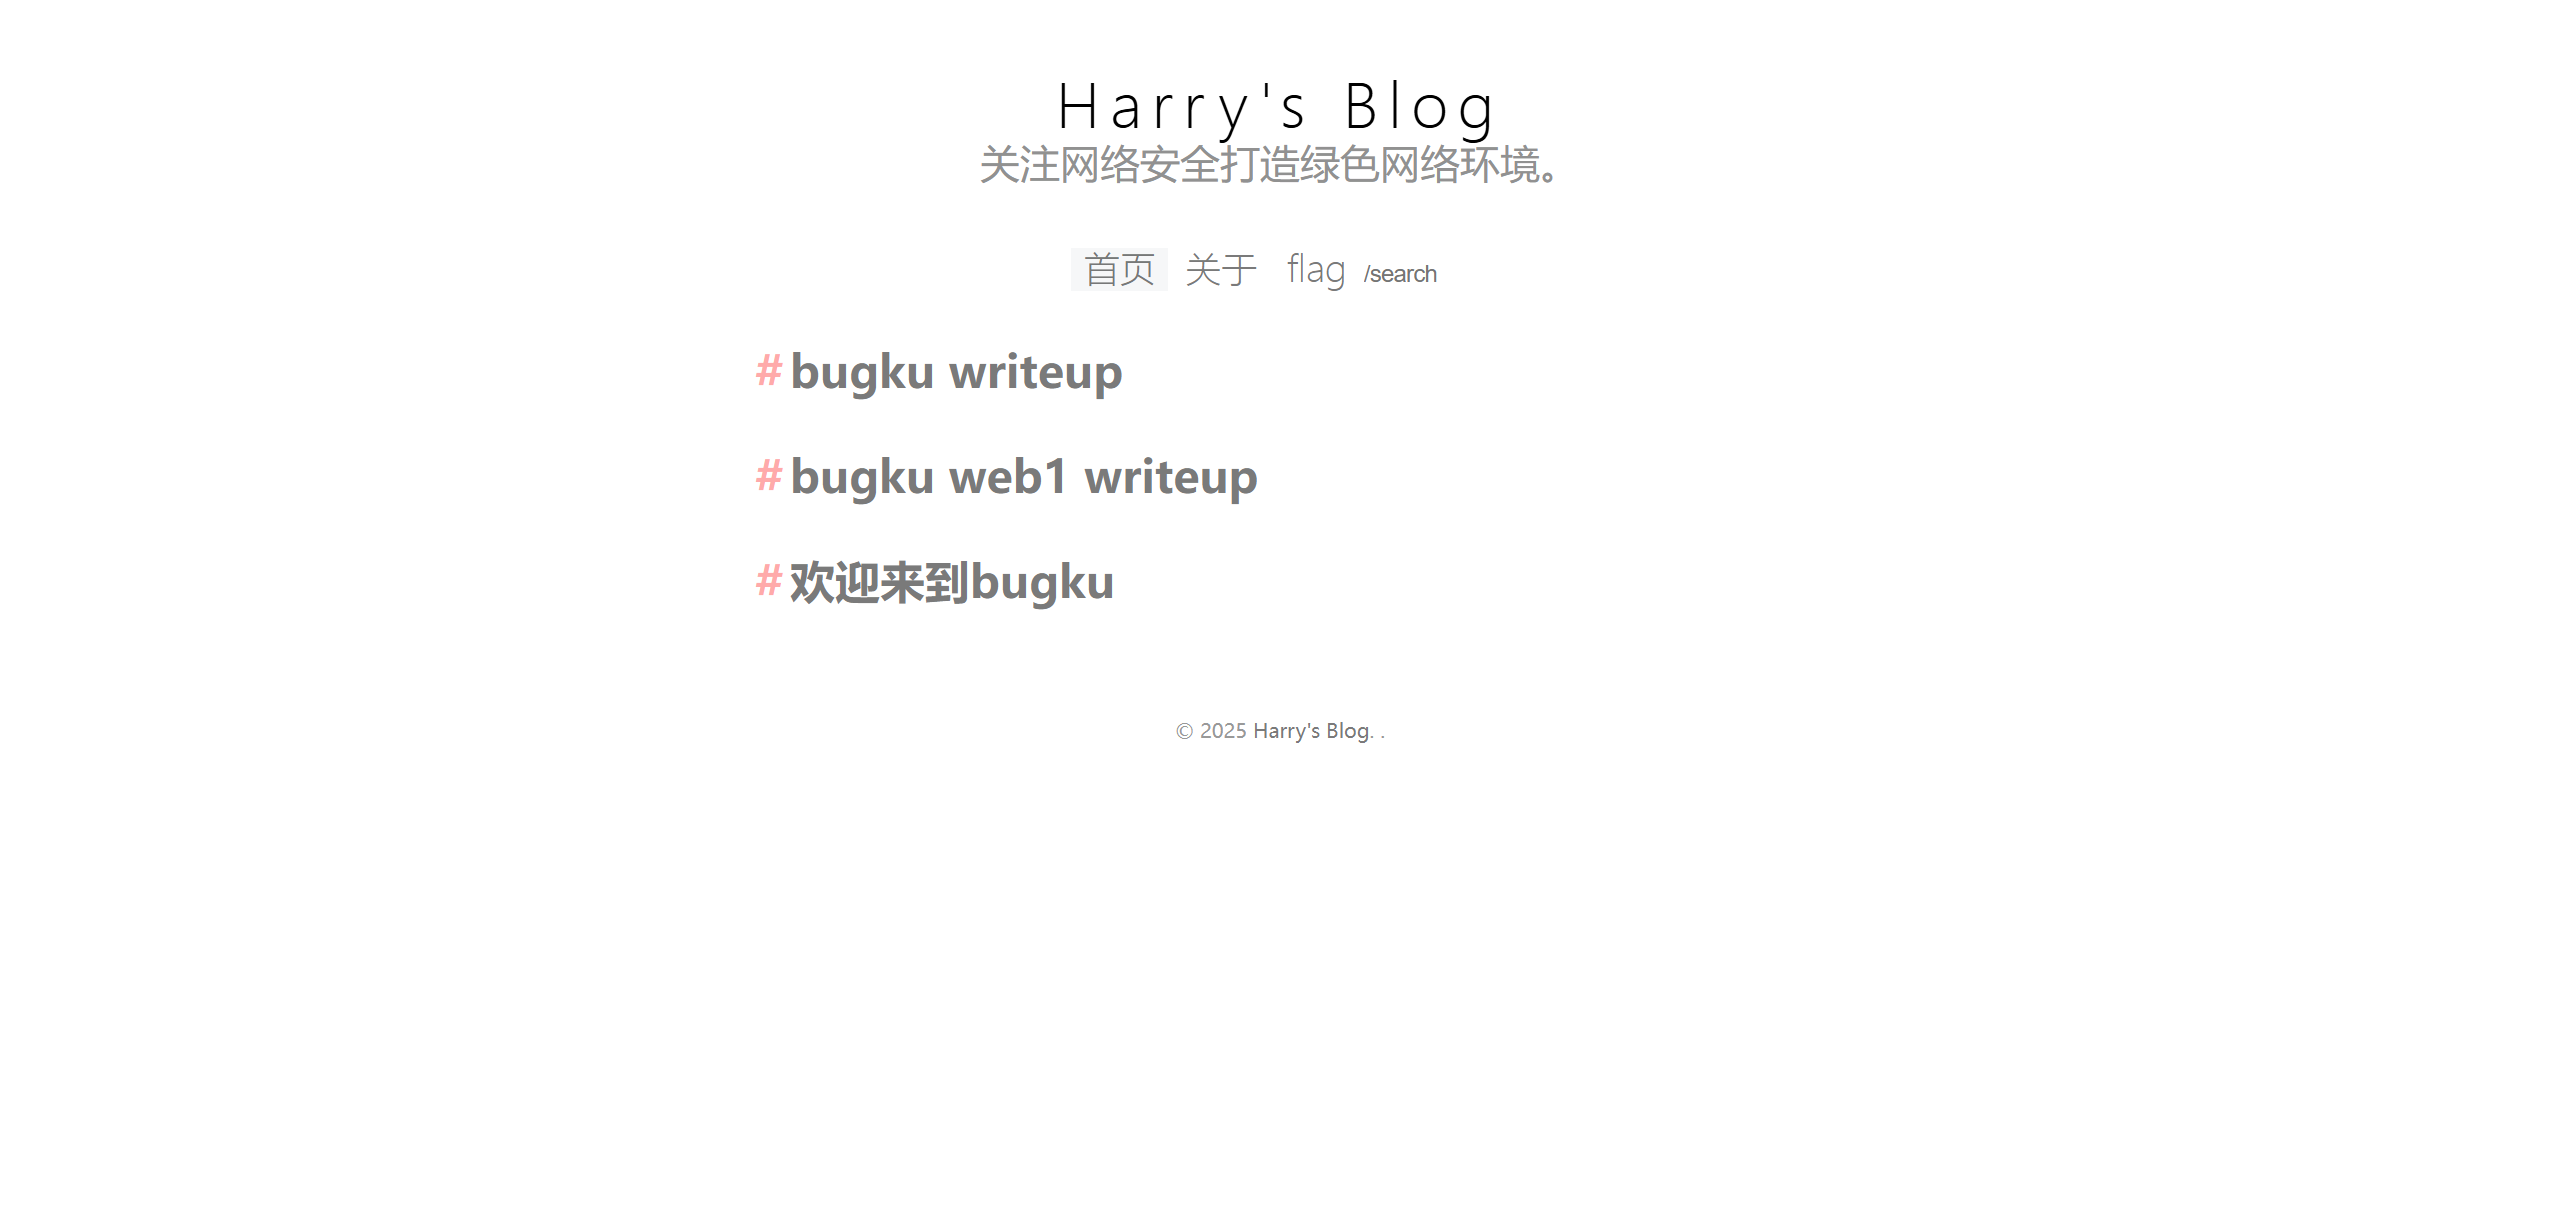 Harry's Blog
关注网络安全打造绿色网络环境。
首页 关于 flag /search
#bugku writeup
#bugku web1 writeup
#欢迎来到bugku
© 2025 Harry's Blog. .